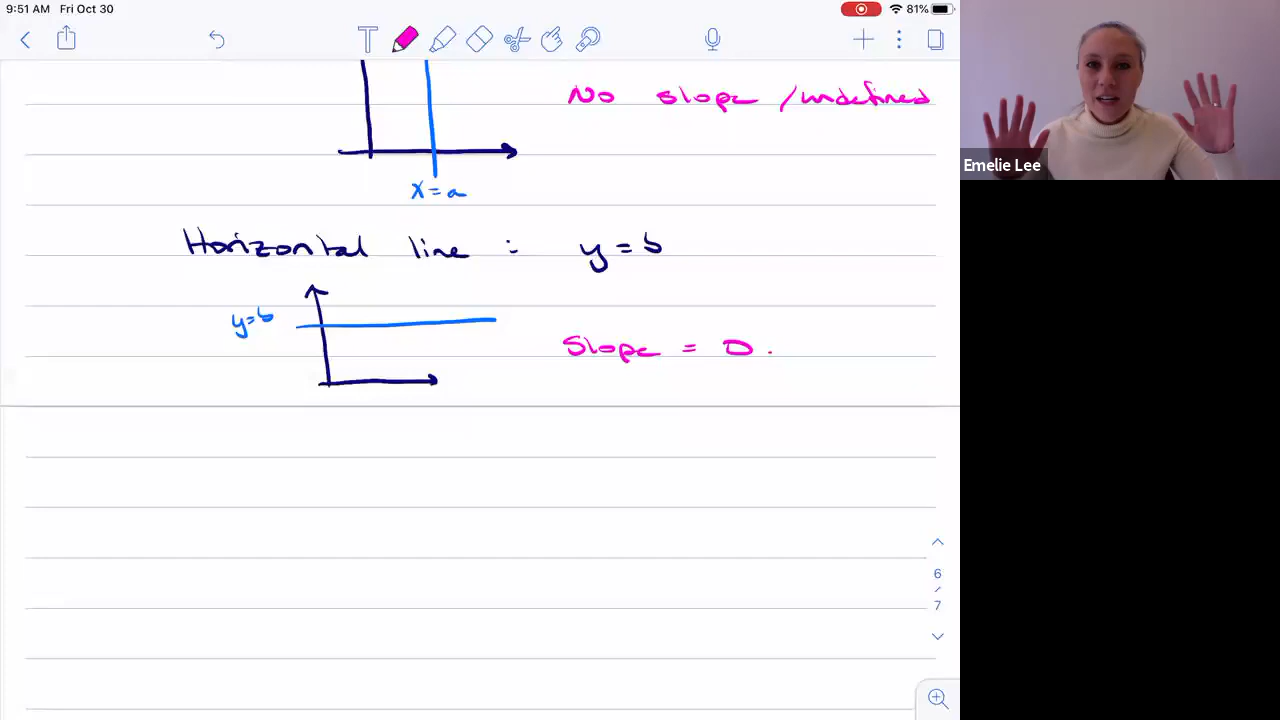 9:51 AM Fri Oct 30
81%
No slope /undefined
Emelie Lee
x=a
Horizontal line : y=b
y=b
Slope = 0.
6
/
7